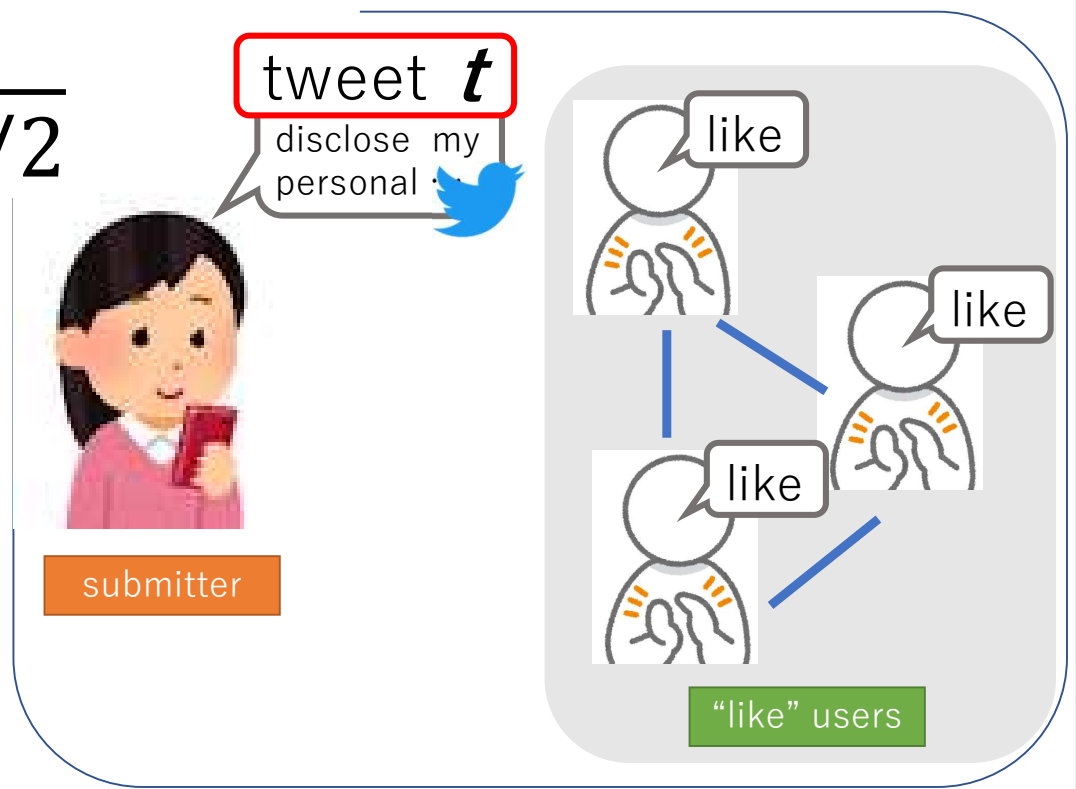 tweet t
disclose my
personal ...
/2
like
like
like
submitter
“like” users